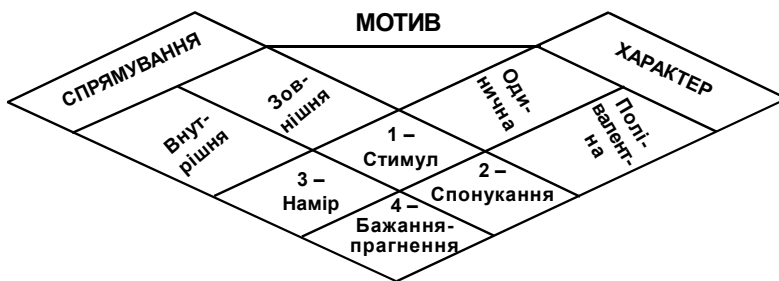 МОТИВ
СПРЯМУВАННЯ
ХАРАКТЕР
Зов-
нішня
Внут-
рішня
Оди-
нична
Полі-
валент-
на
1 –
Стимул
2 –
Спонукання
3 –
Намір
4 –
Бажання-
прагнення